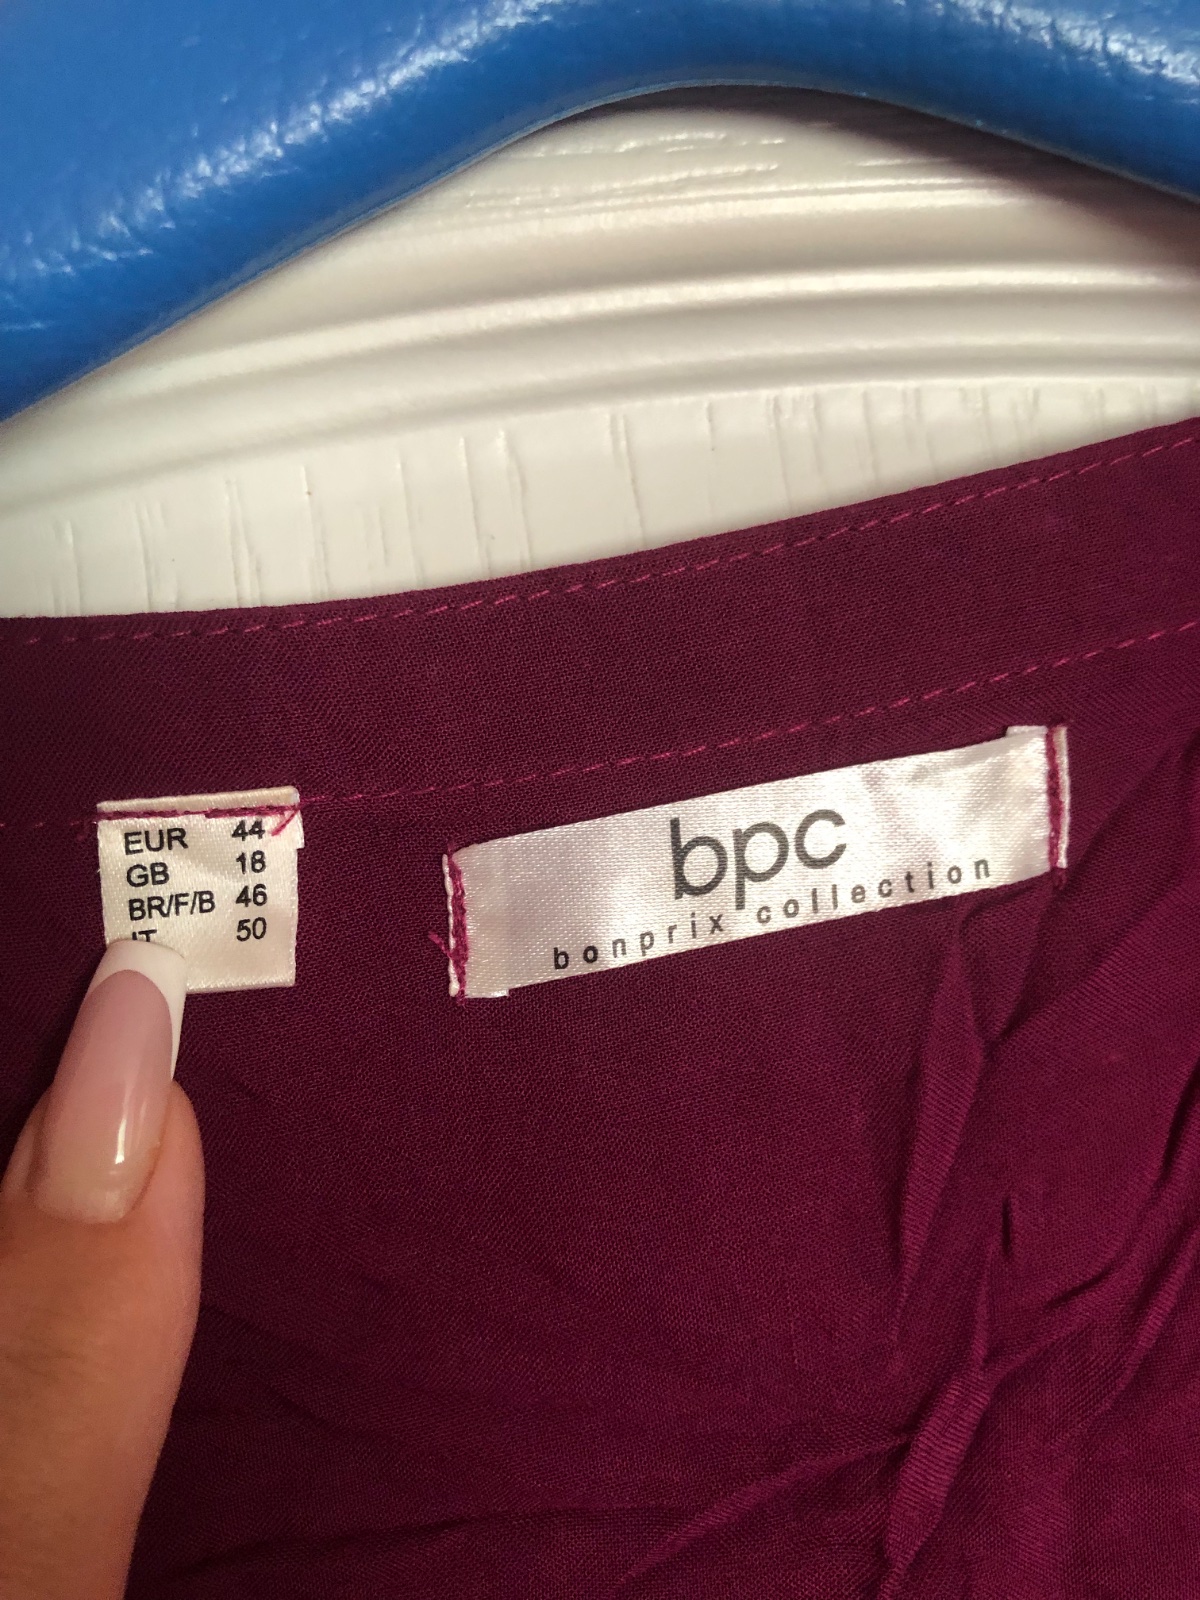 EUR 44
GB 18
BR/F/B 46
IT 50
bpc
bonprix collection